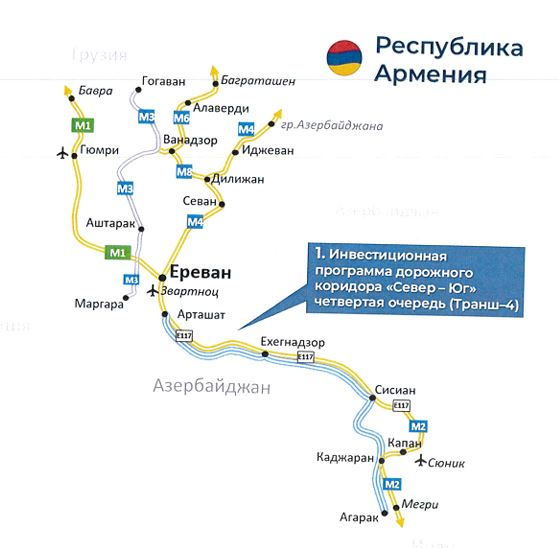 Республика
Армения
Грузия
Бавра
Гогаван
Баграташен
Алаверди
M3
M6
M1
M4
гр.Азербайджана
Ванадзор
Гюмри
Иджеван
M8
M3
Дилижан
Севан
Азербайджан
Аштарак
M4
M1
Ереван
M3
Звартноц
Маргара
1. Инвестиционная
программа дорожного
коридора «Север – Юг»
четвертая очередь (Транш–4)
Арташат
E117
Ехегнадзор
E117
Азербайджан
Сисиан
E117
M2
Капан
Каджаран
Сюник
M2
Мегри
Агарак